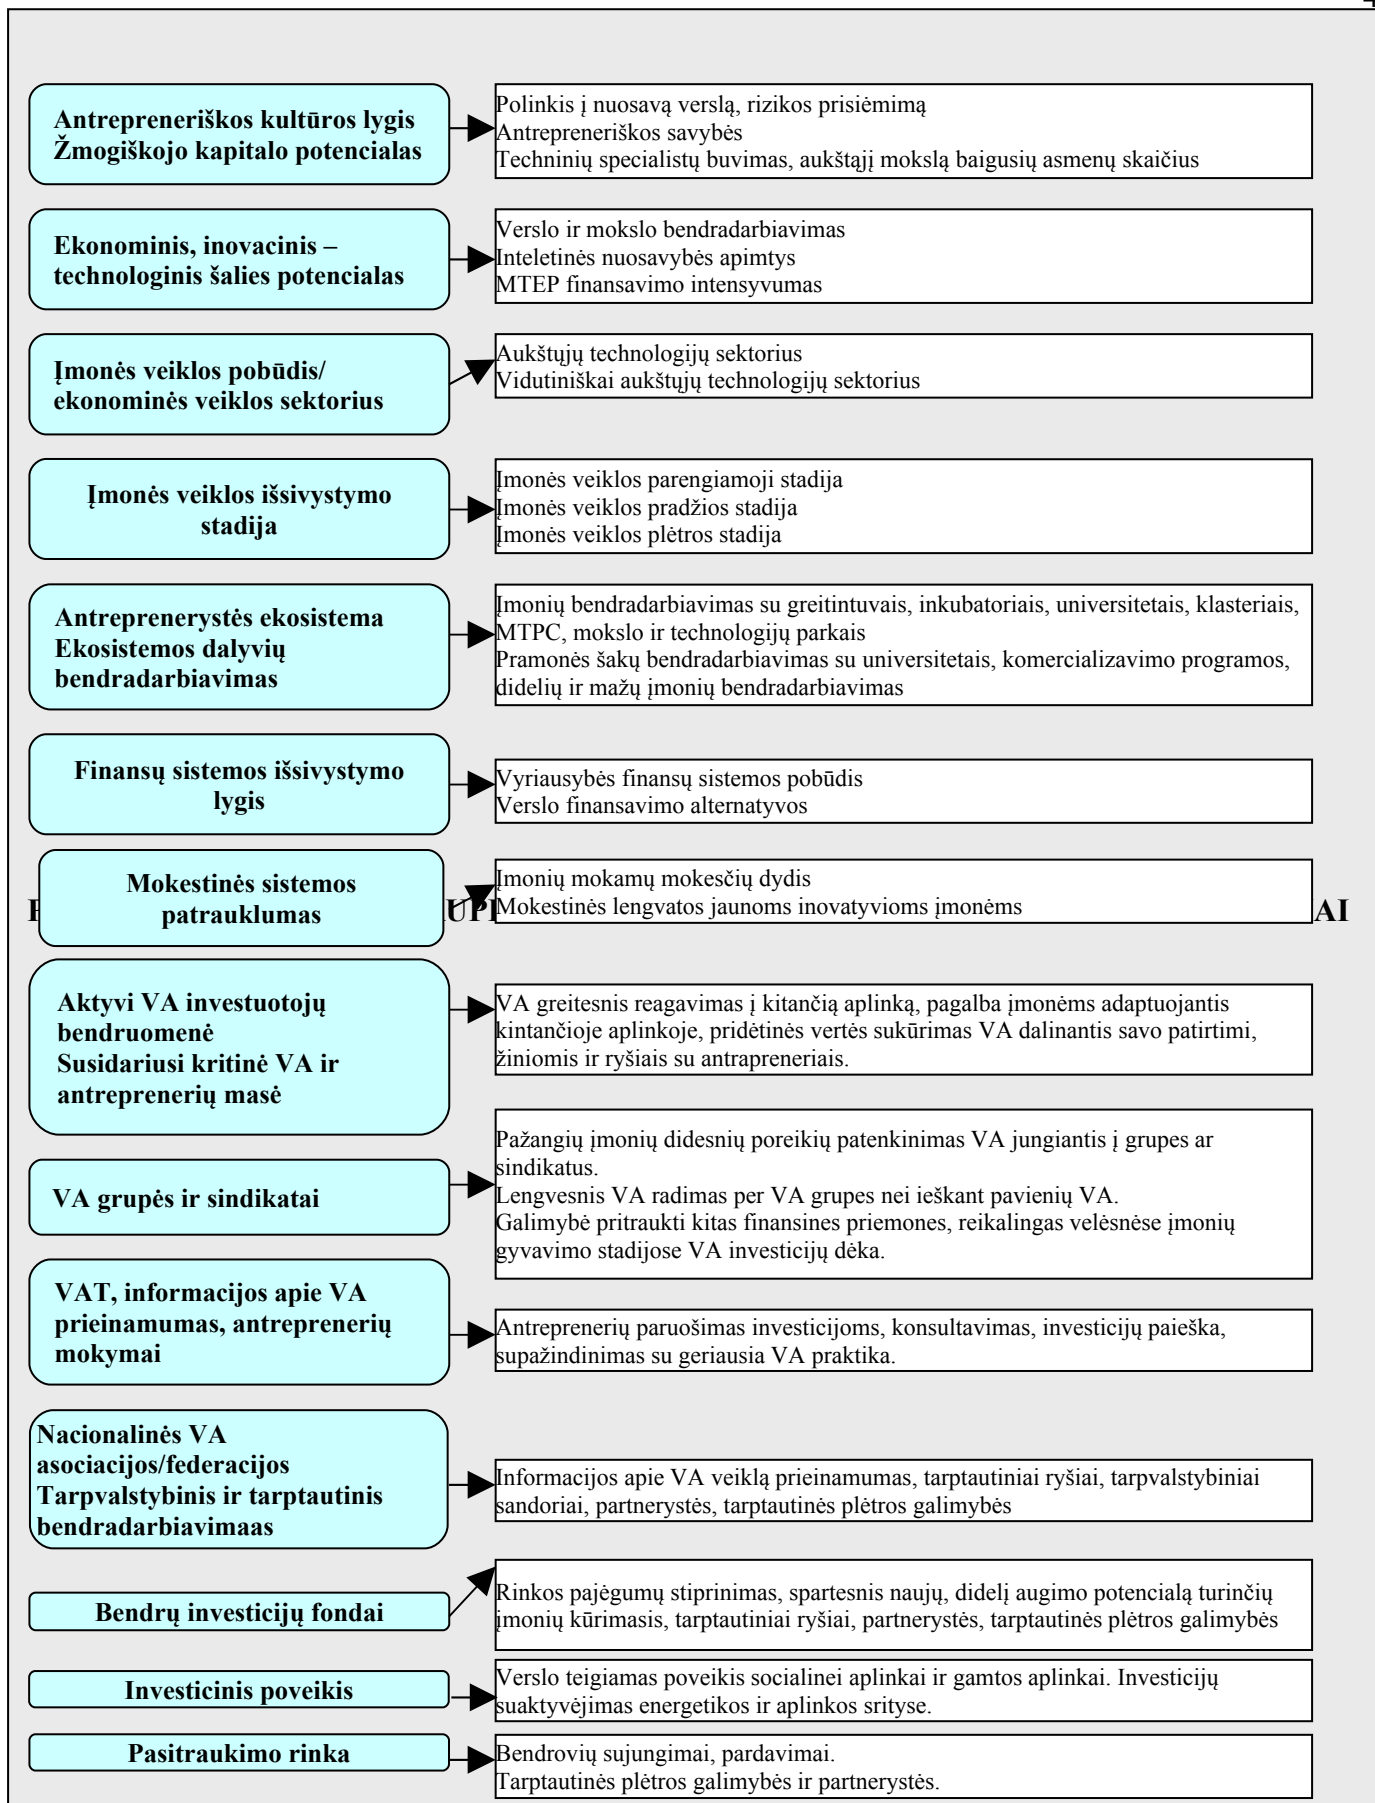 Antrepreneriškos kultūros lygis
Žmogiškojo kapitalo potencialas
Polinkis į nuosavą verslą, rizikos prisiėmimą
Antrepreneriškos savybės
Techninių specialistų buvimas, aukštąjį mokslą baigusių asmenų skaičius
Ekonominis, inovacinis –
technologinis šalies potencialas
Verslo ir mokslo bendradarbiavimas
Inteletinės nuosavybės apimtys
MTEP finansavimo intensyvumas
Įmonės veiklos pobūdis/
ekonominės veiklos sektorius
Aukštųjų technologijų sektorius
Vidutiniškai aukštųjų technologijų sektorius
Įmonės veiklos išsivystymo
stadija
Įmonės veiklos parengiamoji stadija
Įmonės veiklos pradžios stadija
Įmonės veiklos plėtros stadija
Antreprenerystės ekosistema
Ekosistemos dalyvių
bendradarbiavimas
Įmonių bendradarbiavimas su greitintuvais, inkubatoriais, universitetais, klasteriais,
MTPC, mokslo ir technologijų parkais
Pramonės šakų bendradarbiavimas su universitetais, komercializavimo programos,
didelių ir mažų įmonių bendradarbiavimas
Finansų sistemos išsivystymo
lygis
Vyriausybės finansų sistemos pobūdis
Verslo finansavimo alternatyvos
Mokestinės sistemos
patrauklumas
Įmonių mokamų mokesčių dydis
Mokestinės lengvatos jaunoms inovatyvioms įmonėms
AI
Aktyvi VA investuotojų
bendruomenė
Susidariusi kritinė VA ir
antreprenerių masė
VA greitesnis reagavimas į kitančią aplinką, pagalba įmonėms adaptuojantis
kintančioje aplinkoje, pridėtinės vertės sukūrimas VA dalinantis savo patirtimi,
žiniomis ir ryšiais su antrapreneriais.
VA grupės ir sindikatai
Pažangių įmonių didesnių poreikių patenkinimas VA jungiantis į grupes ar
sindikatus.
Lengvesnis VA radimas per VA grupes nei ieškant pavienių VA.
Galimybė pritraukti kitas finansines priemones, reikalingas velėsnėse įmonių
gyvavimo stadijose VA investicijų dėka.
VAT, informacijos apie VA
prieinamumas, antreprenerių
mokymai
Antreprenerių paruošimas investicijoms, konsultavimas, investicijų paieška,
supažindinimas su geriausia VA praktika.
Nacionalinės VA
asociacijos/federacijos
Tarpvalstybinis ir tarptautinis
bendradarbiavimaas
Informacijos apie VA veiklą prieinamumas, tarptautiniai ryšiai, tarpvalstybiniai
sandoriai, partnerystės, tarptautinės plėtros galimybės
Bendrų investicijų fondai
Rinkos pajėgumų stiprinimas, spartesnis naujų, didelį augimo potencialą turinčių
įmonių kūrimasis, tarptautiniai ryšiai, partnerystės, tarptautinės plėtros galimybės
Investicinis poveikis
Verslo teigiamas poveikis socialinei aplinkai ir gamtos aplinkai. Investicijų
suaktyvėjimas energetikos ir aplinkos srityse.
Pasitraukimo rinka
Bendrovių sujungimai, pardavimai.
Tarptautinės plėtros galimybės ir partnerystės.